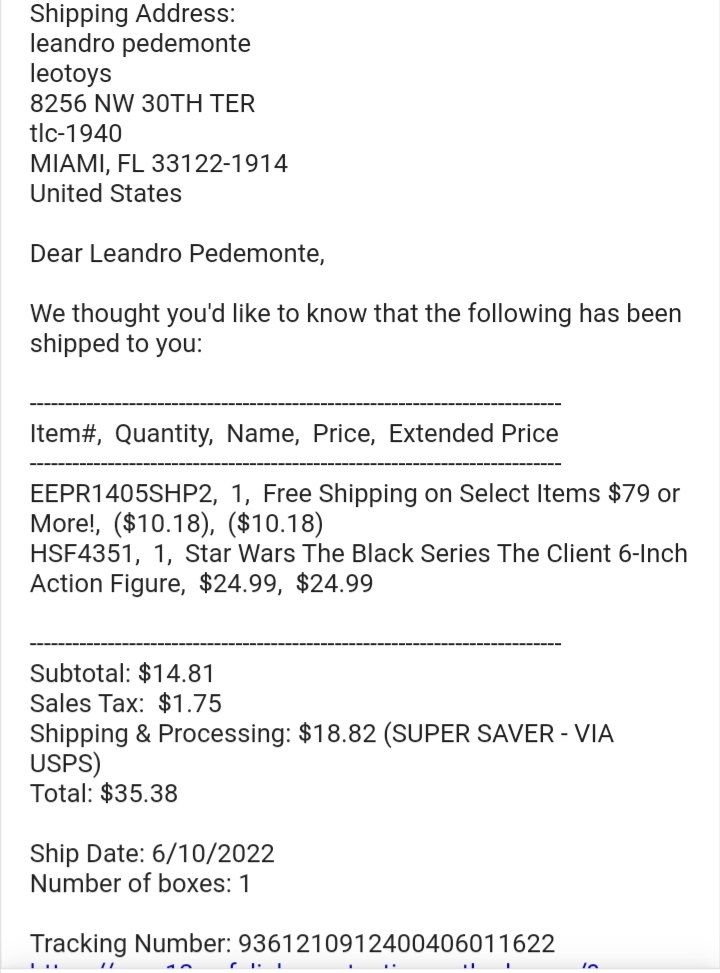 Shipping Address:
leandro pedemonte
leotoys
8256 NW 30TH TER
tlc-1940
MIAMI, FL 33122-1914
United States
Dear Leandro Pedemonte,
We thought you'd like to know that the following has been
shipped to you:
--------------------------------------------------------------------------
Item#,  Quantity,  Name,  Price,  Extended Price
--------------------------------------------------------------------------
EEPR1405SHP2,  1,  Free Shipping on Select Items $79 or
More!,  ($10.18),  ($10.18)
HSF4351,  1,  Star Wars The Black Series The Client 6-Inch
Action Figure,  $24.99,  $24.99
--------------------------------------------------------------------------
Subtotal: $14.81
Sales Tax:  $1.75
Shipping & Processing: $18.82 (SUPER SAVER - VIA
USPS)
Total: $35.38
Ship Date: 6/10/2022
Number of boxes: 1
Tracking Number: 9361210912400406011622